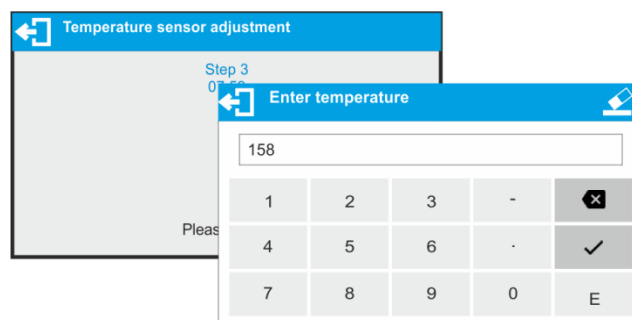 Temperature sensor adjustment
Step 3
Enter temperature
158
1 2 3 -
Pleas
4 5 6 .
7 8 9 0 E